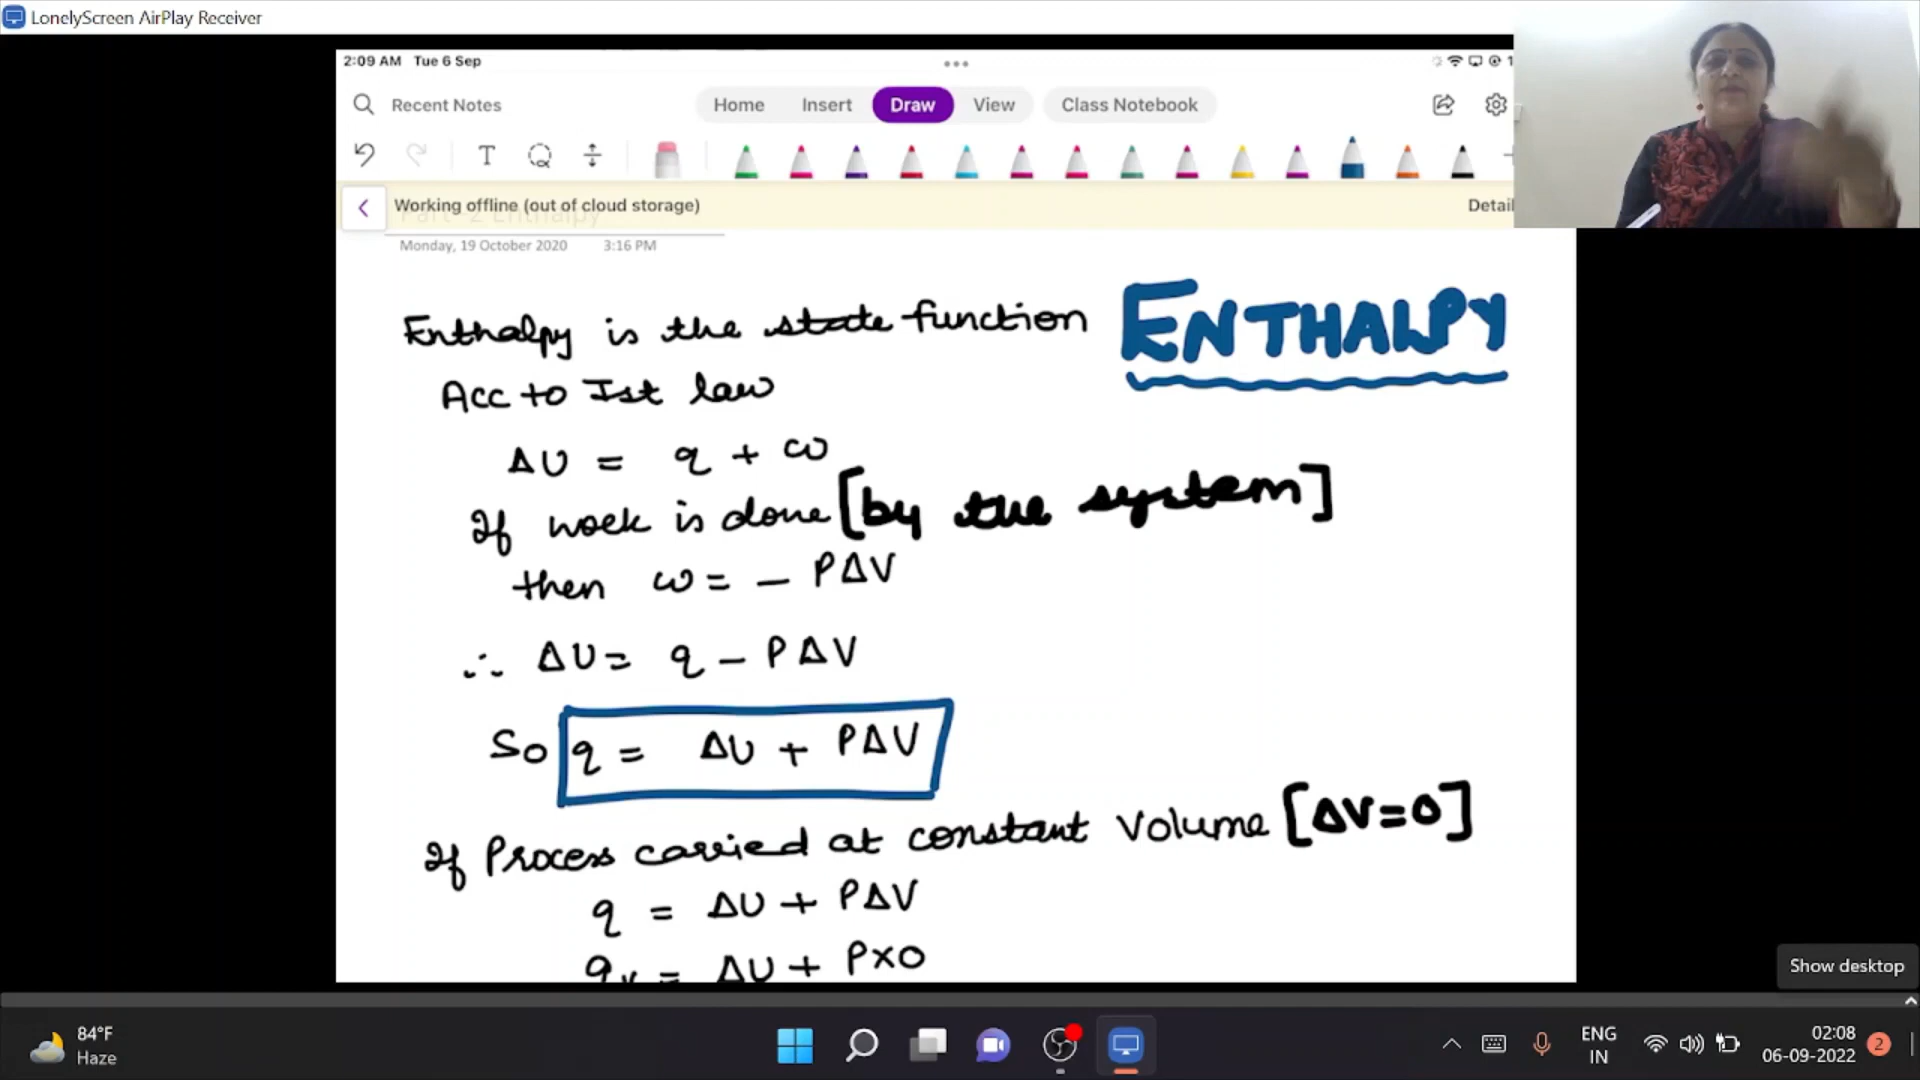 LonelyScreen AirPlay Receiver
2:09 AM Tue 6 Sep
Recent Notes Home Insert Draw View Class Notebook
T
Working offline (out of cloud storage) Detail
Part-2 Enthalpy
Monday, 19 October 2020 3:16 PM
Enthalpy is the state function ENTHALPY
Acc to Ist law
ΔU = q + w
If work is done [by the system]
then w = - PΔV
∴ ΔU = q - PΔV
So q = ΔU + PΔV
If Process carried at constant Volume [ΔV=0]
q = ΔU + PΔV
qv = ΔU + P×0
Show desktop
84°F
Haze
ENG
IN
02:08
06-09-2022
2